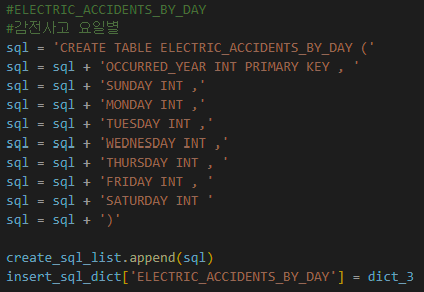 #ELECTRIC_ACCIDENTS_BY_DAY
#감전사고 요일별
sql = 'CREATE TABLE ELECTRIC_ACCIDENTS_BY_DAY ('
sql = sql + 'OCCURRED_YEAR INT PRIMARY KEY , '
sql = sql + 'SUNDAY INT ,'
sql = sql + 'MONDAY INT ,'
sql = sql + 'TUESDAY INT ,'
sql = sql + 'WEDNESDAY INT ,'
sql = sql + 'THURSDAY INT , '
sql = sql + 'FRIDAY INT , '
sql = sql + 'SATURDAY INT '
sql = sql + ')'
create_sql_list.append(sql)
insert_sql_dict['ELECTRIC_ACCIDENTS_BY_DAY'] = dict_3